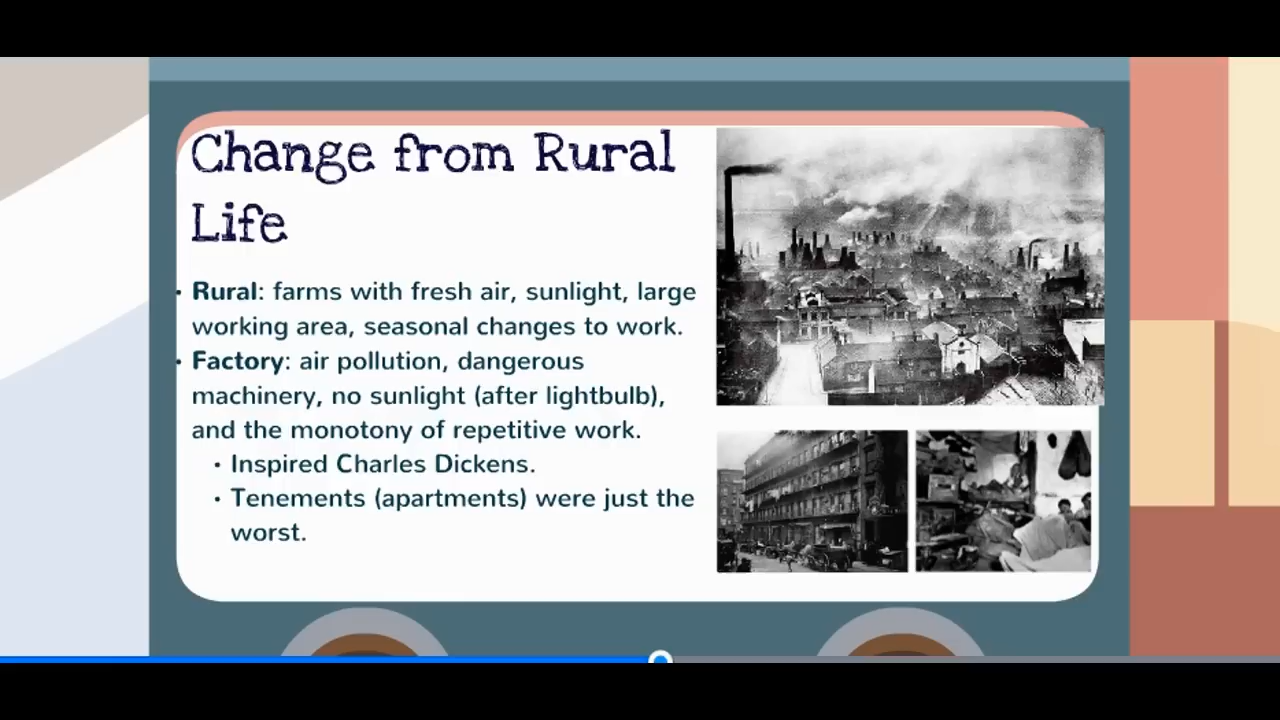 Change from Rural
Life
• Rural: farms with fresh air, sunlight, large
working area, seasonal changes to work.
• Factory: air pollution, dangerous
machinery, no sunlight (after lightbulb),
and the monotony of repetitive work.
• Inspired Charles Dickens.
• Tenements (apartments) were just the
worst.